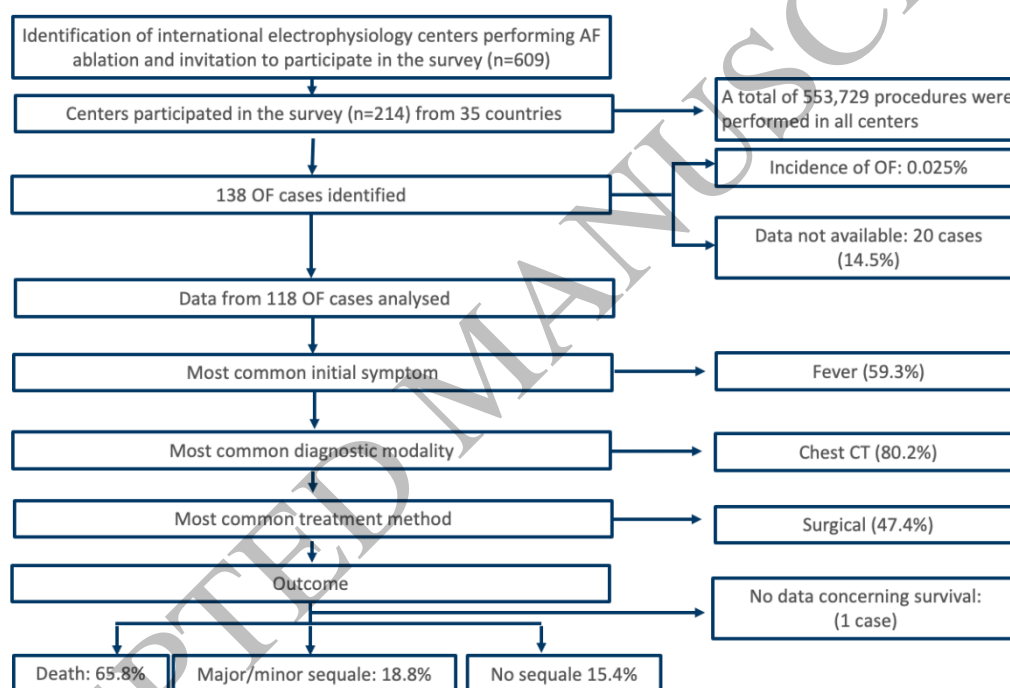 Identification of international electrophysiology centers performing AF
ablation and invitation to participate in the survey (n=609)
Centers participated in the survey (n=214) from 35 countries
A total of 553,729 procedures were
performed in all centers
138 OF cases identified
Incidence of OF: 0.025%
Data not available: 20 cases
(14.5%)
Data from 118 OF cases analysed
Most common initial symptom
Fever (59.3%)
Most common diagnostic modality
Chest CT (80.2%)
Most common treatment method
Surgical (47.4%)
Outcome
No data concerning survival:
(1 case)
Death: 65.8%
Major/minor sequale: 18.8%
No sequale 15.4%
PTED MANUSC